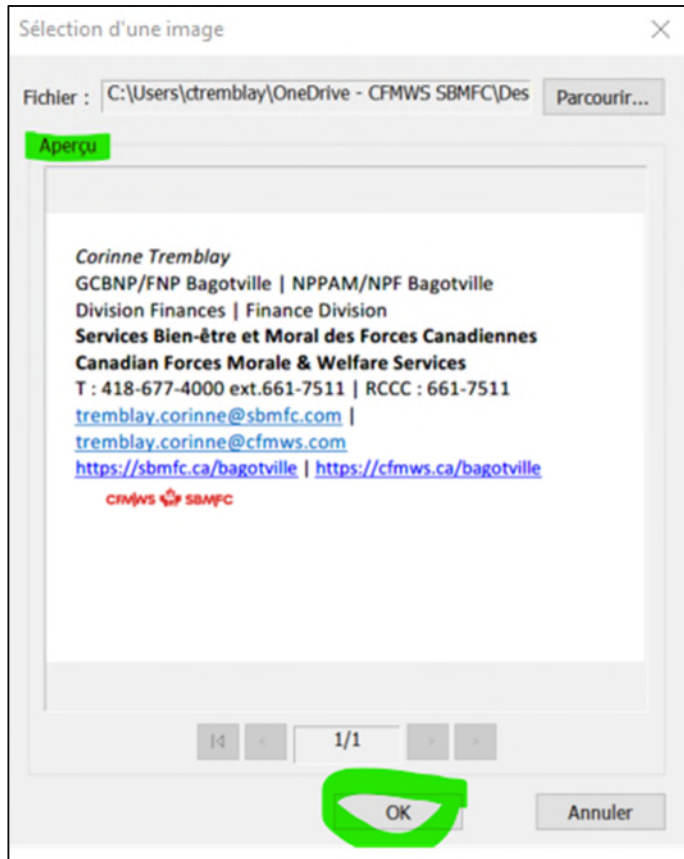 Sélection d'une image
Fichier : C:\Users\ctremblay\OneDrive - CFMWS SBMFC\Des Parcourir...
Aperçu
Corinne Tremblay
GCBNP/FNP Bagotville | NPPAM/NPF Bagotville
Division Finances | Finance Division
Services Bien-être et Moral des Forces Canadiennes
Canadian Forces Morale & Welfare Services
T : 418-677-4000 ext.661-7511 | RCCC : 661-7511
tremblay.corinne@sbmfc.com |
tremblay.corinne@cfmws.com
https://sbmfc.ca/bagotville | https://cfmws.ca/bagotville
CFMWS SBMFC
1/1
OK Annuler